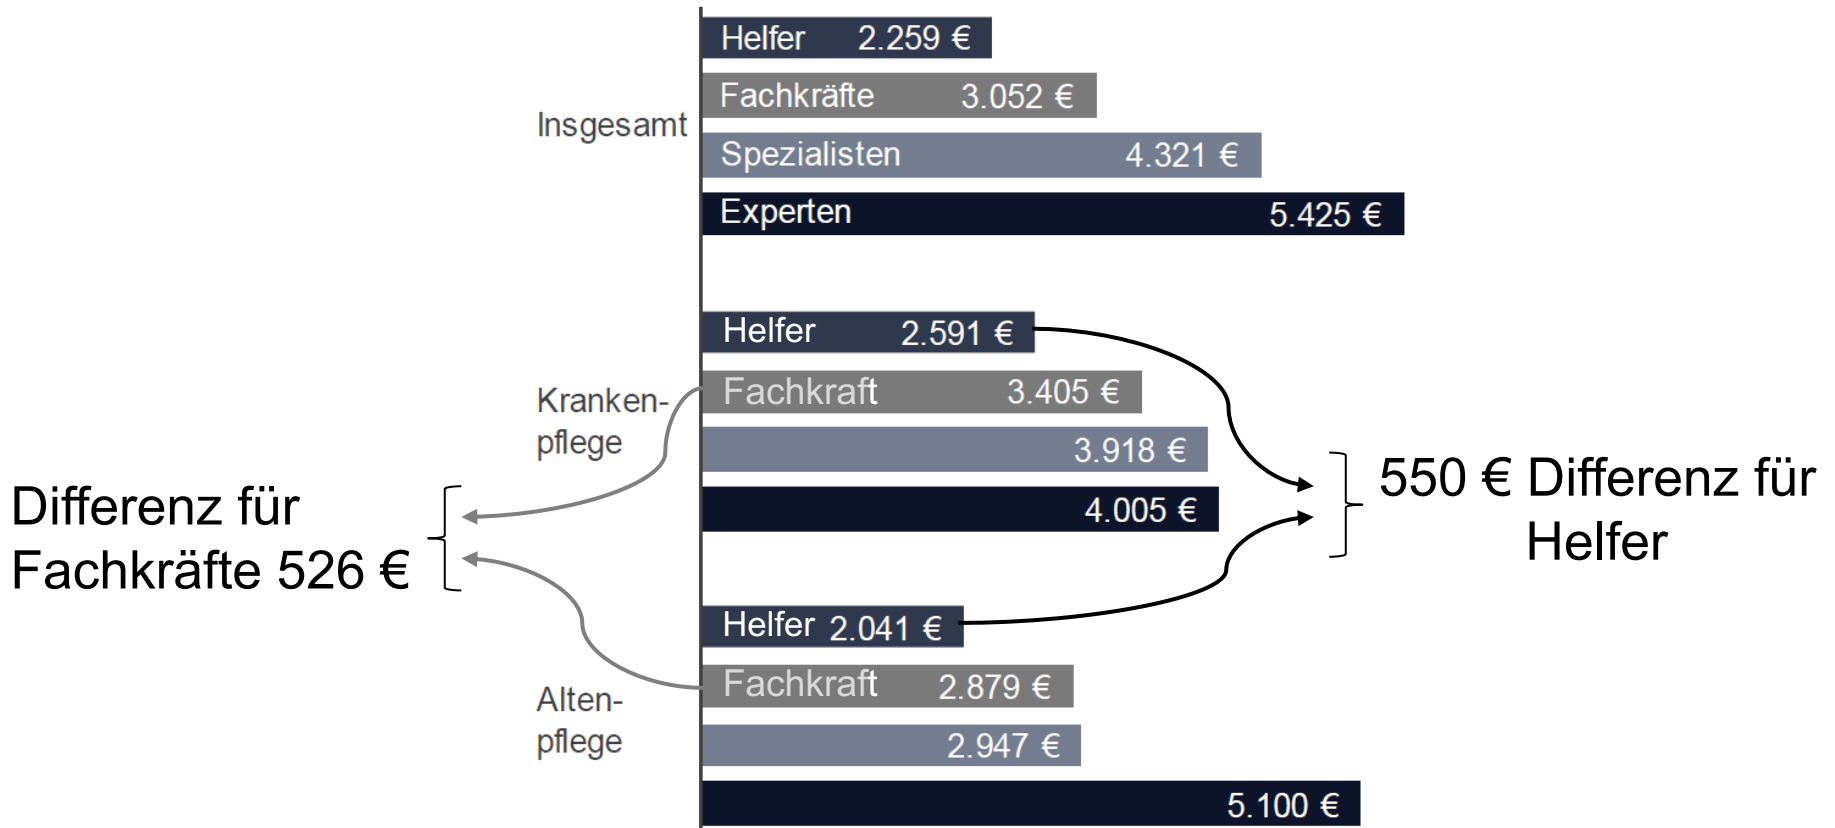 Helfer 2.259 €
Fachkräfte 3.052 €
Insgesamt
Spezialisten 4.321 €
Experten 5.425 €
Helfer 2.591 €
Fachkraft 3.405 €
Kranken-
pflege
3.918 €
4.005 €
Differenz für
Fachkräfte 526 €
550 € Differenz für
Helfer
Helfer 2.041 €
Fachkraft 2.879 €
Alten-
pflege
2.947 €
5.100 €